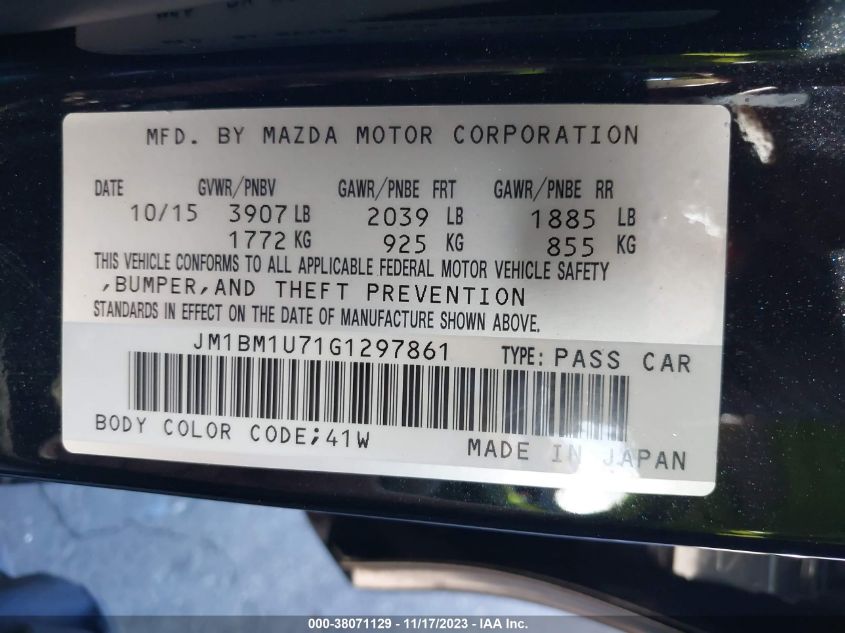 MFD. BY MAZDA MOTOR CORPORATION
DATE GVWR/PNBV GAWR/PNBE FRT GAWR/PNBE RR
10/15 3907 LB 2039 LB 1885 LB
1772 KG 925 KG 855 KG
THIS VEHICLE CONFORMS TO ALL APPLICABLE FEDERAL MOTOR VEHICLE SAFETY
,BUMPER,AND THEFT PREVENTION
STANDARDS IN EFFECT ON THE DATE OF MANUFACTURE SHOWN ABOVE.
JM1BM1U71G1297861 TYPE: PASS CAR
BODY COLOR CODE;41W MADE IN JAPAN
000-38071129 - 11/17/2023 - IAA Inc.